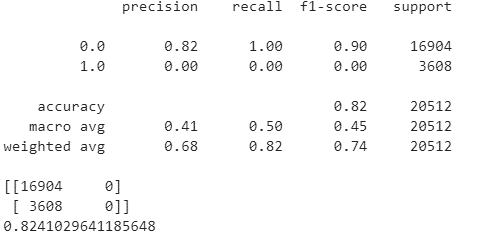 precision recall f1-score support
0.0 0.82 1.00 0.90 16904
1.0 0.00 0.00 0.00 3608
accuracy 0.82 20512
macro avg 0.41 0.50 0.45 20512
weighted avg 0.68 0.82 0.74 20512
[[16904 0]
[ 3608 0]]
0.8241029641185648